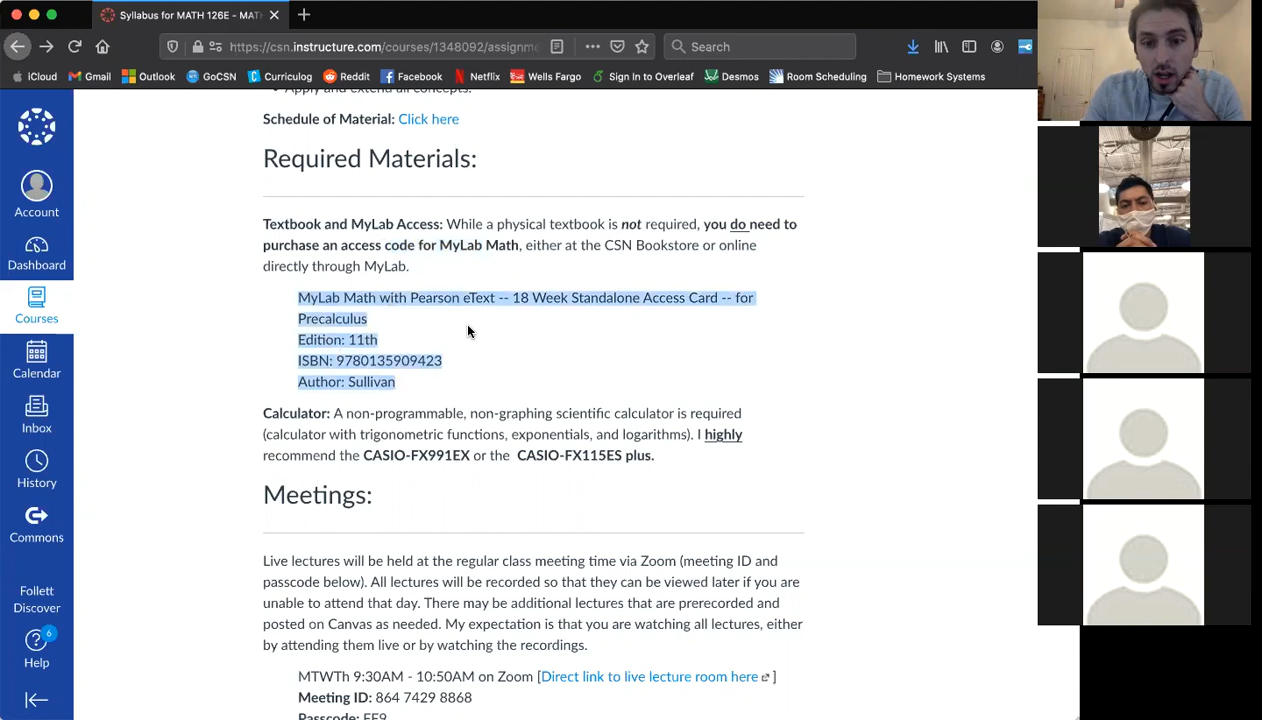 Syllabus for MATH 126E - MAT
https://csn.instructure.com/courses/1348092/assignm
Search
iCloud
Gmail
Outlook
GoCSN
Curriculog
Reddit
Facebook
Netflix
Wells Fargo
Sign In to Overleaf
Desmos
Room Scheduling
Homework Systems
Account
Dashboard
Courses
Calendar
Inbox
History
Commons
Follett
Discover
6
Help
Apply and extend all concepts.
Schedule of Material: Click here
Required Materials:
Textbook and MyLab Access: While a physical textbook is not required, you do need to
purchase an access code for MyLab Math, either at the CSN Bookstore or online
directly through MyLab.
MyLab Math with Pearson eText -- 18 Week Standalone Access Card -- for
Precalculus
Edition: 11th
ISBN: 9780135909423
Author: Sullivan
Calculator: A non-programmable, non-graphing scientific calculator is required
(calculator with trigonometric functions, exponentials, and logarithms). I highly
recommend the CASIO-FX991EX or the CASIO-FX115ES plus.
Meetings:
Live lectures will be held at the regular class meeting time via Zoom (meeting ID and
passcode below). All lectures will be recorded so that they can be viewed later if you are
unable to attend that day. There may be additional lectures that are prerecorded and
posted on Canvas as needed. My expectation is that you are watching all lectures, either
by attending them live or by watching the recordings.
MTWTh 9:30AM - 10:50AM on Zoom [Direct link to live lecture room here ]
Meeting ID: 864 7429 8868
Passcode: